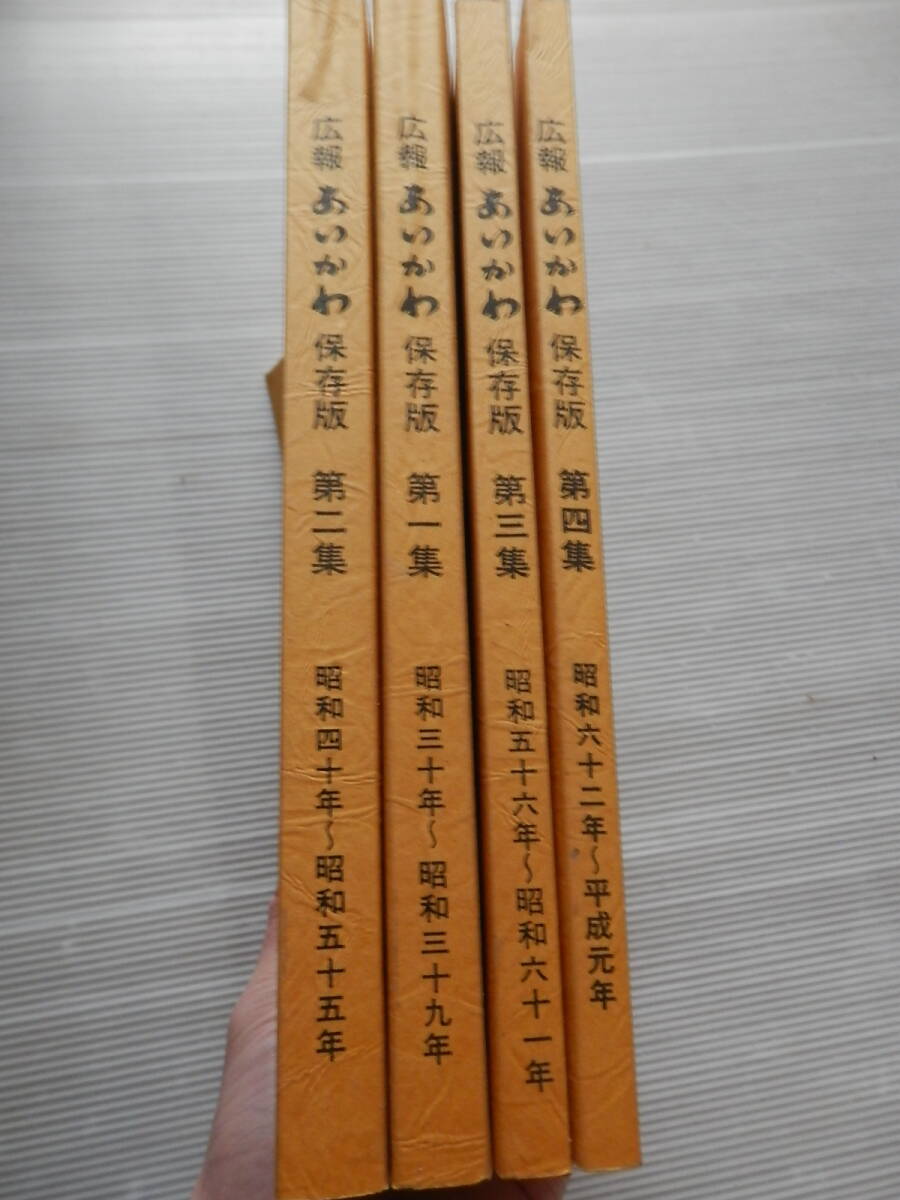 広報 あいかわ 保存版 第二集 昭和四十年～昭和五十五年
広報 あいかわ 保存版 第一集 昭和三十年～昭和三十九年
広報 あいかわ 保存版 第三集 昭和五十六年～昭和六十一年
広報 あいかわ 保存版 第四集 昭和六十二年～平成元年